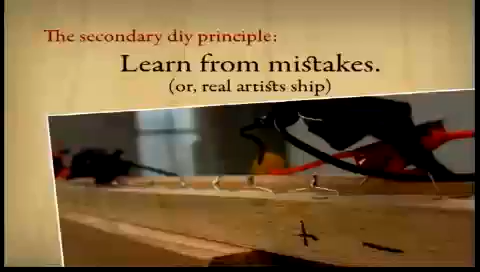 The secondary diy principle:
Learn from mistakes.
(or, real artists ship)
+ −